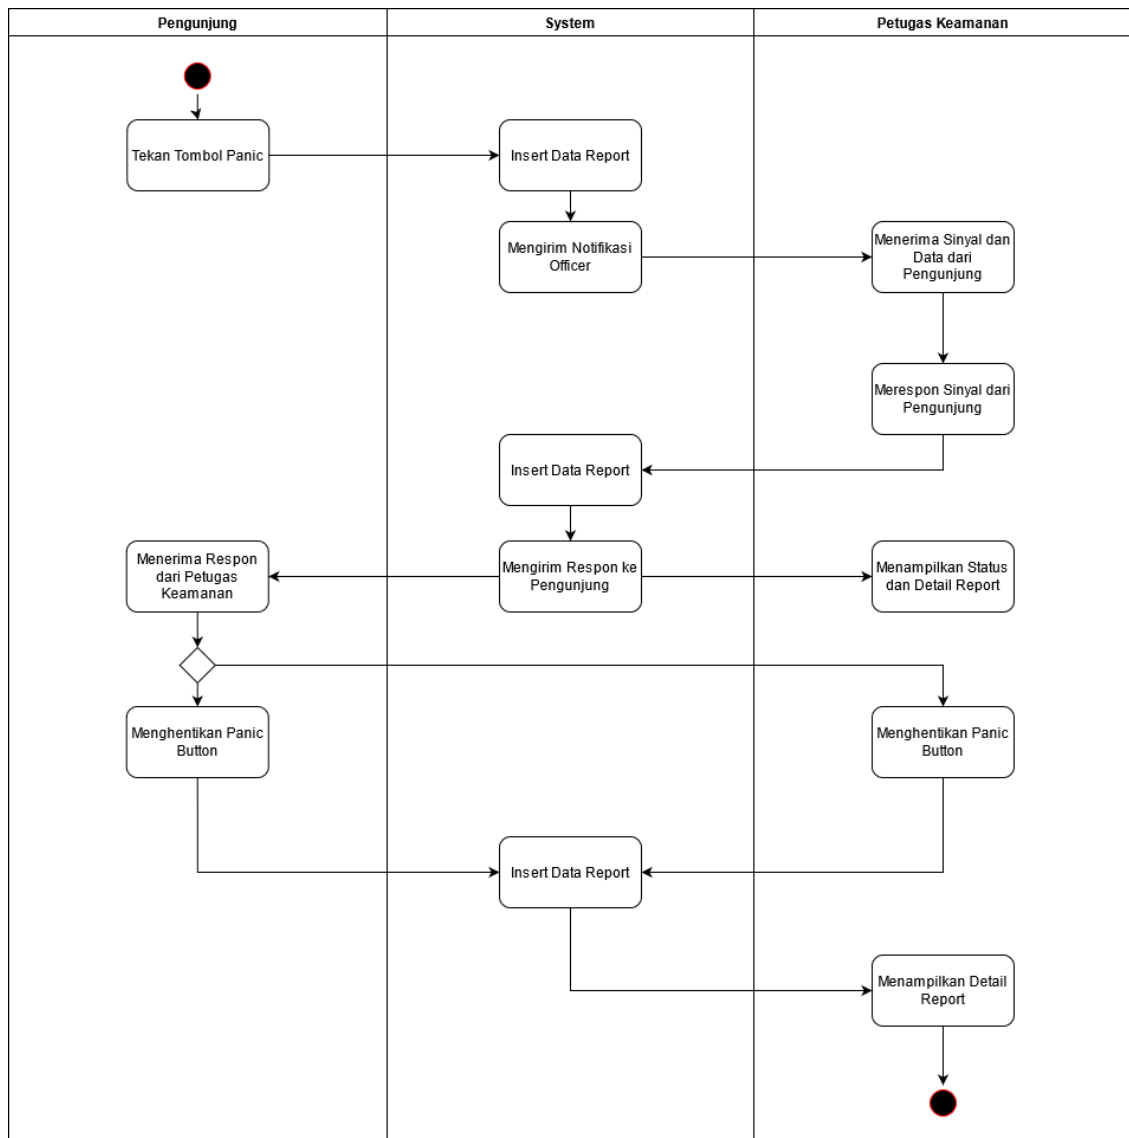 Pengunjung
System
Petugas Keamanan
Tekan Tombol Panic
Insert Data Report
Mengirim Notifikasi
Officer
Menerima Sinyal dan
Data dari
Pengunjung
Merespon Sinyal dari
Pengunjung
Insert Data Report
Menerima Respon
dari Petugas
Keamanan
Mengirim Respon ke
Pengunjung
Menampilkan Status
dan Detail Report
Menghentikan Panic
Button
Menghentikan Panic
Button
Insert Data Report
Menampilkan Detail
Report